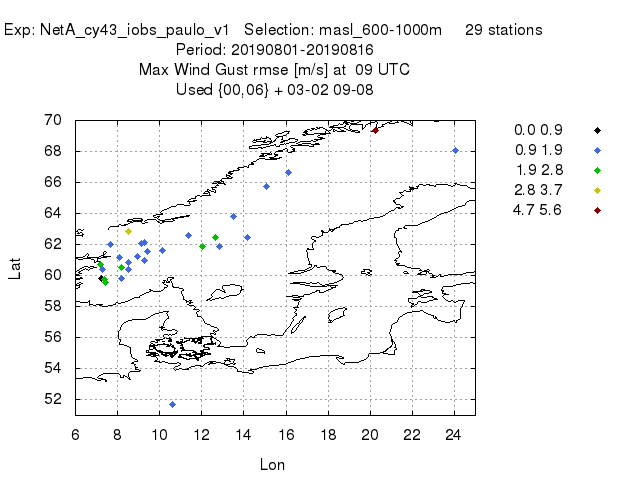 Exp: NetA_cy43_iobs_paulo_v1 Selection: masl_600-1000m 29 stations
Period: 20190801-20190816
Max Wind Gust rmse [m/s] at 09 UTC
Used {00,06} + 03-02 09-08
70
68
66
64
62
60
58
56
54
52
Lat
6 8 10 12 14 16 18 20 22 24
Lon
0.0 0.9
0.9 1.9
1.9 2.8
2.8 3.7
4.7 5.6